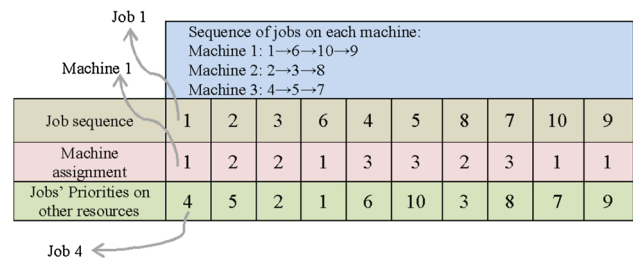 Job 1
Sequence of jobs on each machine:
Machine 1: 1→6→10→9
Machine 1
Machine 2: 2→3→8
Machine 3: 4→5→7
Job sequence 1 2 3 6 4 5 8 7 10 9
Machine
assignment 1 2 2 1 3 3 2 3 1 1
Jobs' Priorities on
other resources 4 5 2 1 6 10 3 8 7 9
Job 4